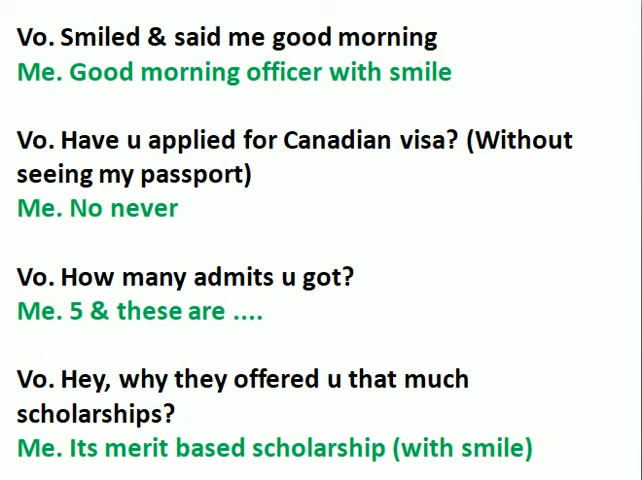 Vo. Smiled & said me good morning
Me. Good morning officer with smile
Vo. Have u applied for Canadian visa? (Without
seeing my passport)
Me. No never
Vo. How many admits u got?
Me. 5 & these are ....
Vo. Hey, why they offered u that much
scholarships?
Me. Its merit based scholarship (with smile)